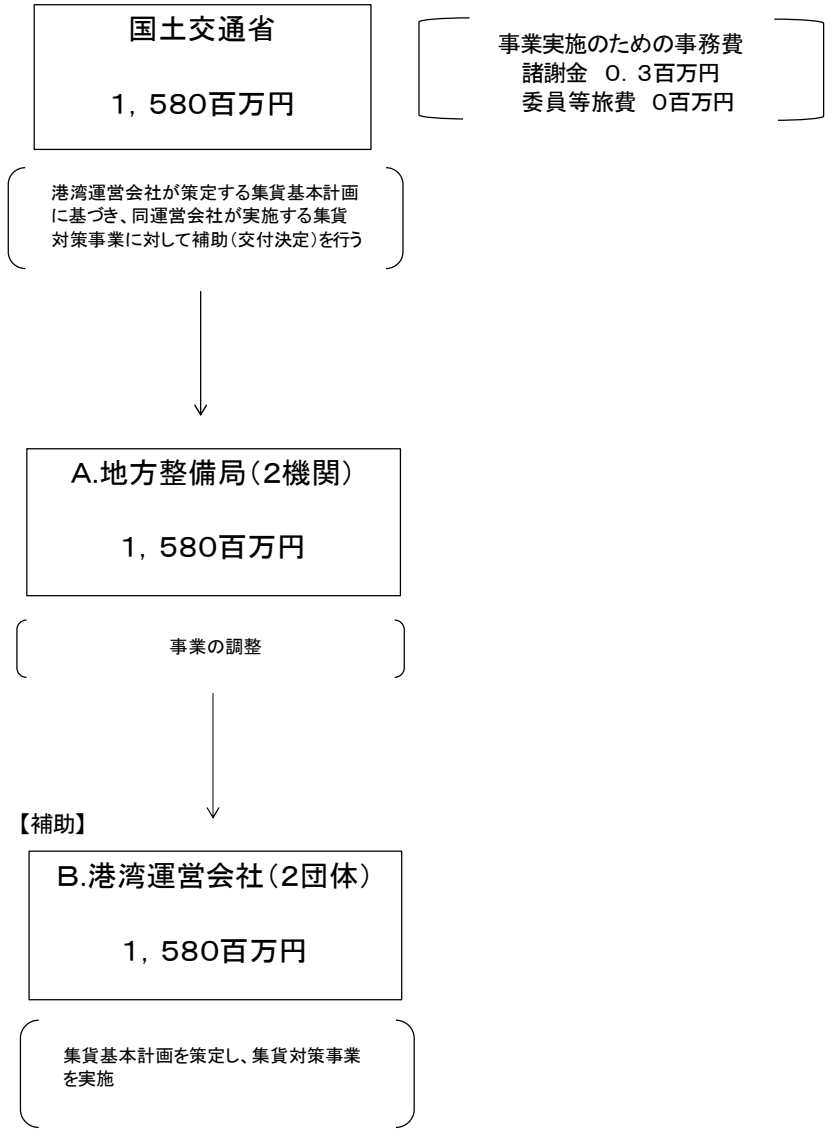 国土交通省
1，580百万円
事業実施のための事務費
諸謝金　0．3百万円
委員等旅費　0百万円
港湾運営会社が策定する集貨基本計画
に基づき、同運営会社が実施する集貨
対策事業に対して補助（交付決定）を行う
A.地方整備局（2機関）
1，580百万円
事業の調整
【補助】
B.港湾運営会社（2団体）
1，580百万円
集貨基本計画を策定し、集貨対策事業
を実施